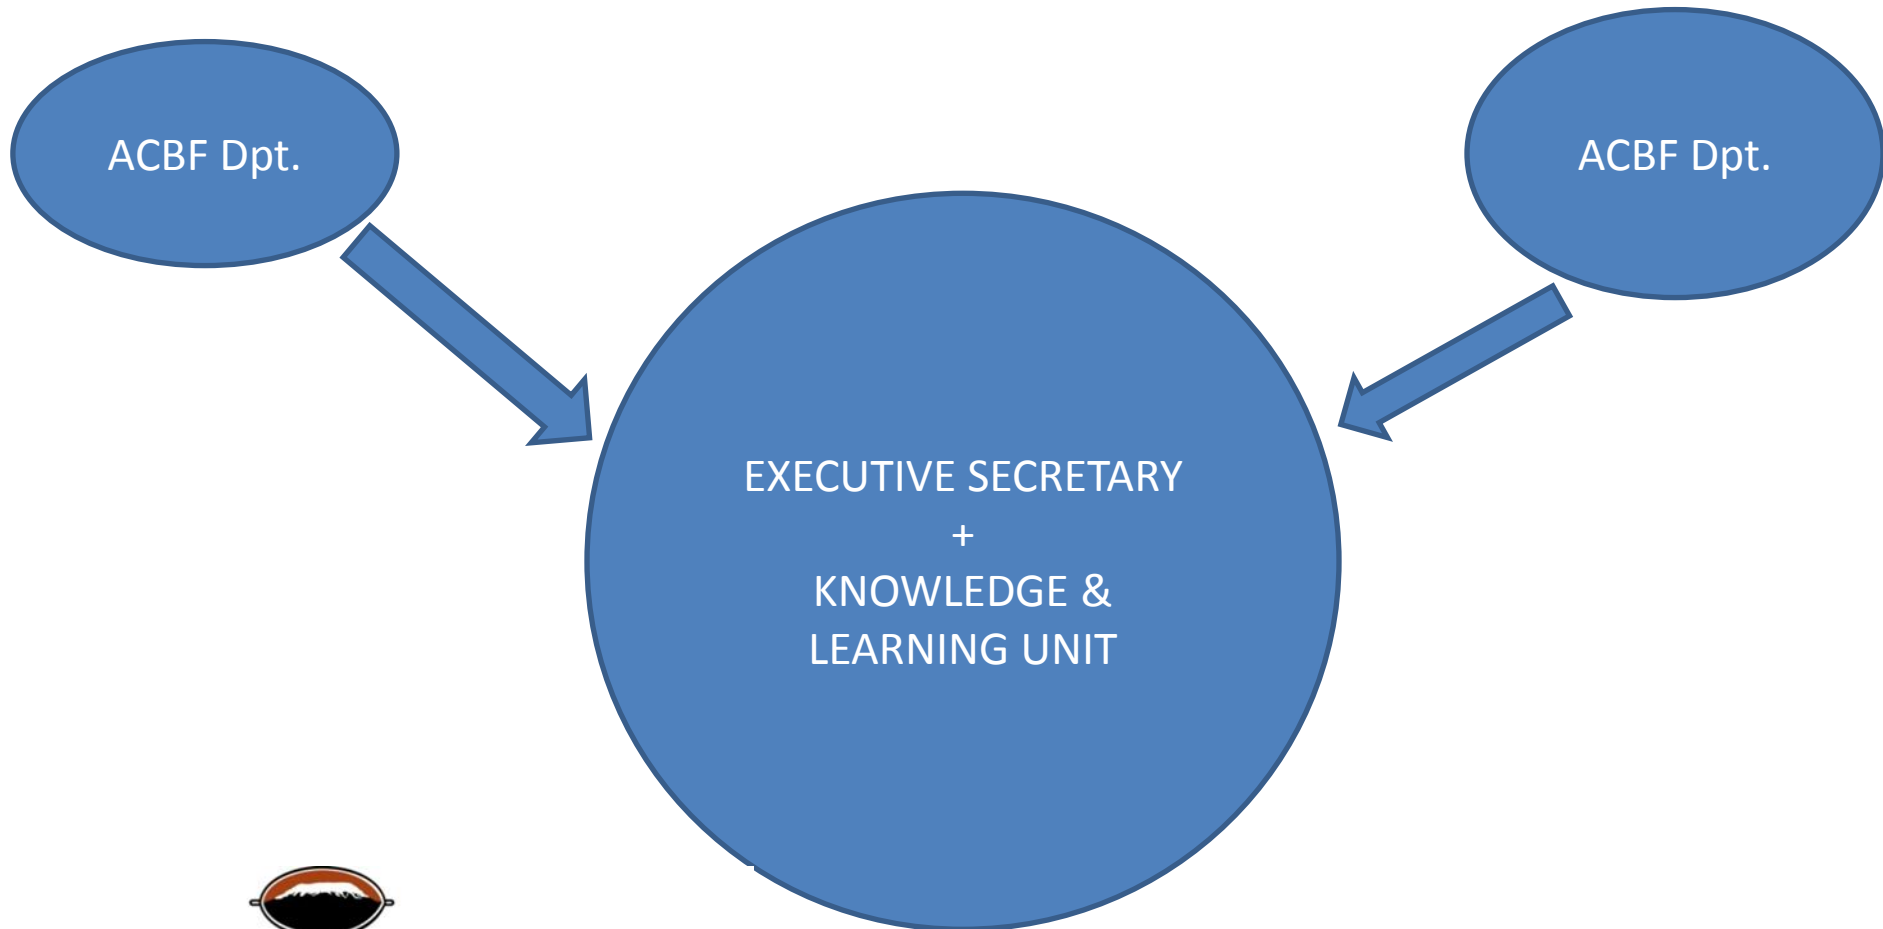 ACBF Dpt.
ACBF Dpt.
EXECUTIVE SECRETARY
+
KNOWLEDGE &
LEARNING UNIT